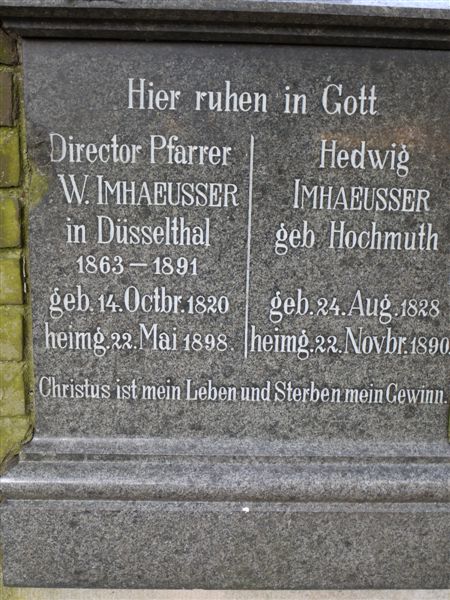 Hier ruhen in Gott
Director Pfarrer
W. IMHAEUSSER
in Düsselthal
1863 – 1891
geb. 14. Octbr. 1820
heimg. 22. Mai 1898.
Hedwig
IMHAEUSSER
geb Hochmuth
geb. 24. Aug. 1828
heimg. 22. Novbr. 1890.
Christus ist mein Leben und Sterben mein Gewinn.